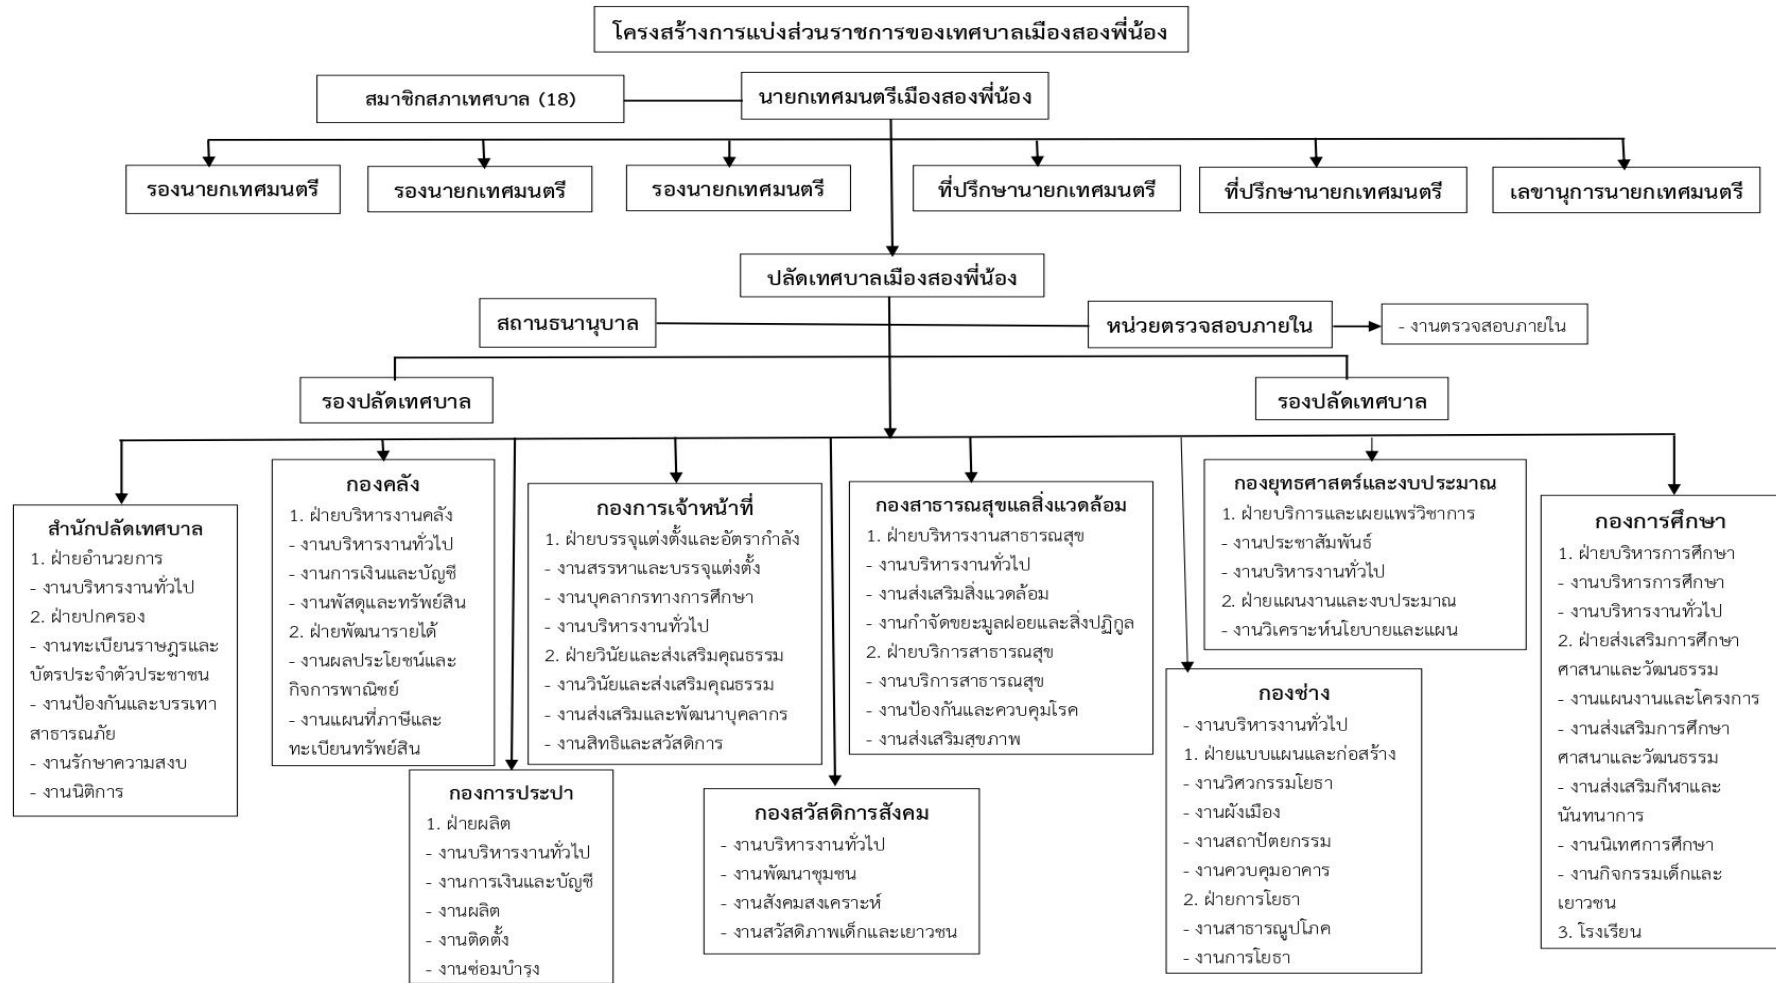 โครงสร้างการแบ่งส่วนราชการของเทศบาลเมืองสองพี่น้อง
สมาชิกสภาเทศบาล (18)
นายกเทศมนตรีเมืองสองพี่น้อง
รองนายกเทศมนตรี
รองนายกเทศมนตรี
รองนายกเทศมนตรี
ที่ปรึกษานายกเทศมนตรี
ที่ปรึกษานายกเทศมนตรี
เลขานุการนายกเทศมนตรี
ปลัดเทศบาลเมืองสองพี่น้อง
สถานธนานุบาล
หน่วยตรวจสอบภายใน
- งานตรวจสอบภายใน
รองปลัดเทศบาล
รองปลัดเทศบาล
สำนักปลัดเทศบาล
1. ฝ่ายอำนวยการ
- งานบริหารงานทั่วไป
2. ฝ่ายปกครอง
- งานทะเบียนราษฎรและ
บัตรประจำตัวประชาชน
- งานป้องกันและบรรเทา
สาธารณภัย
- งานรักษาความสงบ
- งานนิติการ
กองคลัง
1. ฝ่ายบริหารงานคลัง
- งานบริหารงานทั่วไป
- งานการเงินและบัญชี
- งานพัสดุและทรัพย์สิน
2. ฝ่ายพัฒนารายได้
- งานผลประโยชน์และ
กิจการพาณิชย์
- งานแผนที่ภาษีและ
ทะเบียนทรัพย์สิน
กองการประปา
1. ฝ่ายผลิต
- งานบริหารงานทั่วไป
- งานการเงินและบัญชี
- งานผลิต
- งานติดตั้ง
- งานซ่อมบำรุง
กองการเจ้าหน้าที่
1. ฝ่ายบรรจุแต่งตั้งและอัตรากำลัง
- งานสรรหาและบรรจุแต่งตั้ง
- งานบุคลากรทางการศึกษา
- งานบริหารงานทั่วไป
2. ฝ่ายวินัยและส่งเสริมคุณธรรม
- งานวินัยและส่งเสริมคุณธรรม
- งานส่งเสริมและพัฒนาบุคลากร
- งานสิทธิและสวัสดิการ
กองสวัสดิการสังคม
- งานบริหารงานทั่วไป
- งานพัฒนาชุมชน
- งานสังคมสงเคราะห์
- งานสวัสดิภาพเด็กและเยาวชน
กองสาธารณสุขแลสิ่งแวดล้อม
1. ฝ่ายบริหารงานสาธารณสุข
- งานบริหารงานทั่วไป
- งานส่งเสริมสิ่งแวดล้อม
- งานกำจัดขยะมูลฝอยและสิ่งปฏิกูล
2. ฝ่ายบริการสาธารณสุข
- งานบริการสาธารณสุข
- งานป้องกันและควบคุมโรค
- งานส่งเสริมสุขภาพ
กองช่าง
- งานบริหารงานทั่วไป
1. ฝ่ายแบบแผนและก่อสร้าง
- งานวิศวกรรมโยธา
- งานผังเมือง
- งานสถาปัตยกรรม
- งานควบคุมอาคาร
2. ฝ่ายการโยธา
- งานสาธารณูปโภค
- งานการโยธา
กองยุทธศาสตร์และงบประมาณ
1. ฝ่ายบริการและเผยแพร่วิชาการ
- งานประชาสัมพันธ์
- งานบริหารงานทั่วไป
2. ฝ่ายแผนงานและงบประมาณ
- งานวิเคราะห์นโยบายและแผน
กองการศึกษา
1. ฝ่ายบริหารการศึกษา
- งานบริหารการศึกษา
- งานบริหารงานทั่วไป
2. ฝ่ายส่งเสริมการศึกษา
ศาสนาและวัฒนธรรม
- งานแผนงานและโครงการ
- งานส่งเสริมการศึกษา
ศาสนาและวัฒนธรรม
- งานส่งเสริมกีฬาและ
นันทนาการ
- งานนิเทศการศึกษา
- งานกิจกรรมเด็กและ
เยาวชน
3. โรงเรียน